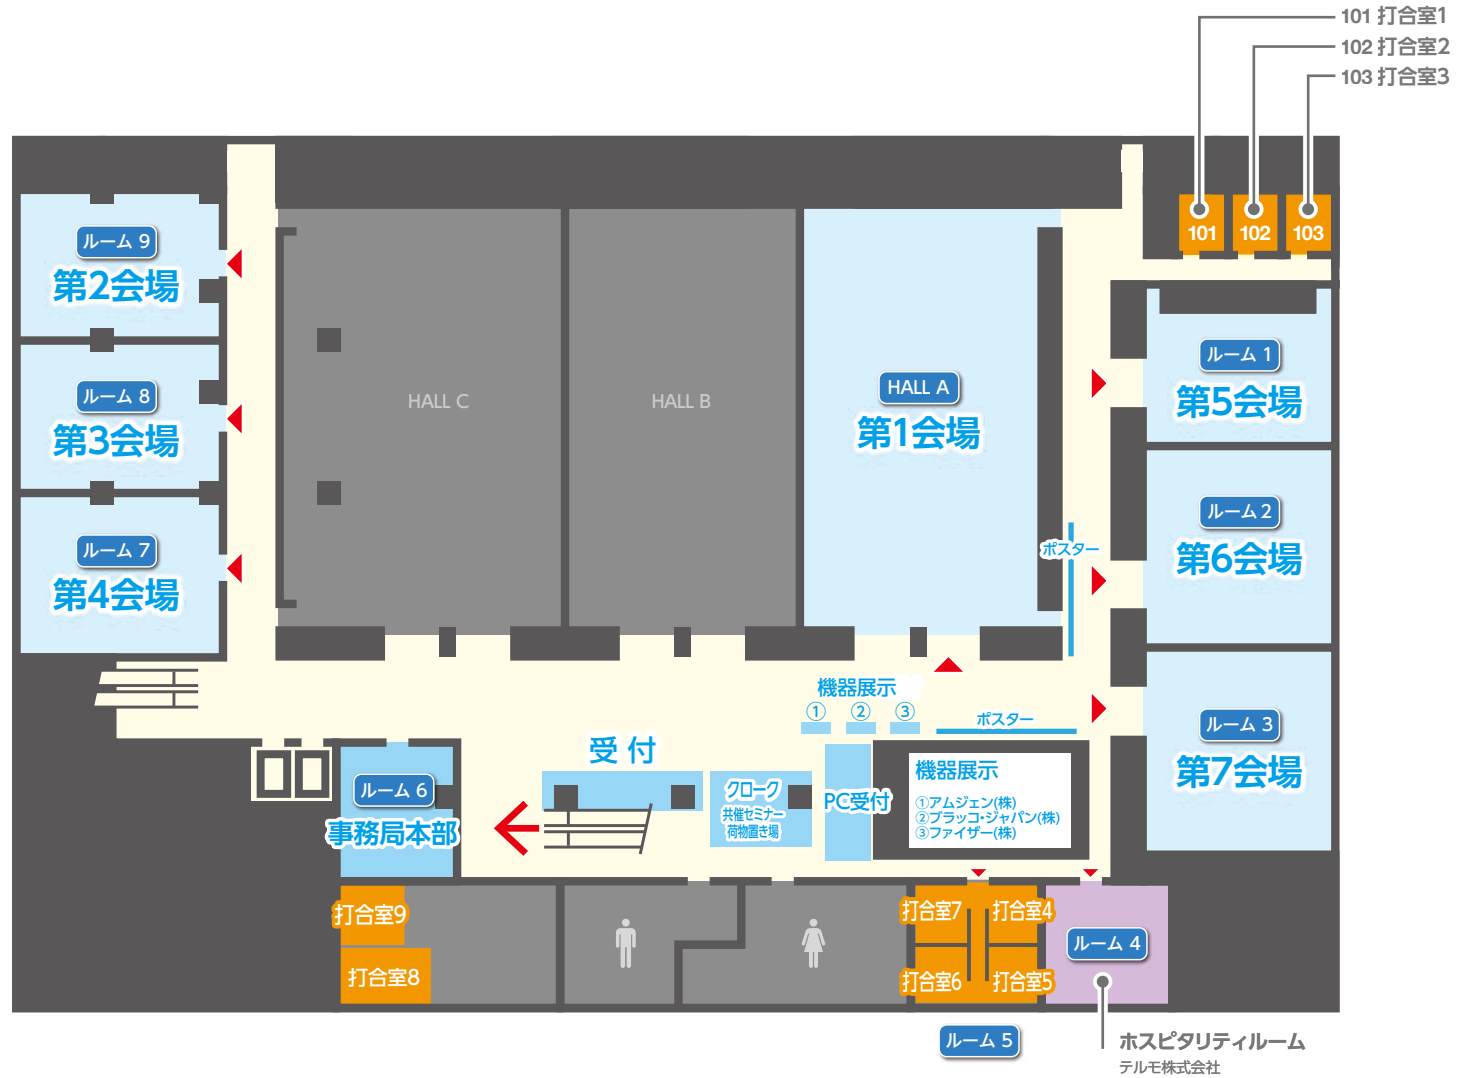 101 打合室1
102 打合室2
103 打合室3
101
102
103
ルーム 9
第2会場
ルーム 8
第3会場
ルーム 7
第4会場
HALL C
HALL B
HALL A
第1会場
ルーム 1
第5会場
ルーム 2
第6会場
ルーム 3
第7会場
ポスター
機器展示
① ② ③
ポスター
受 付
ルーム 6
事務局本部
クローク
共催セミナー
荷物置き場
PC受付
機器展示
①アムジェン(株)
②ブラッコ・ジャパン(株)
③ファイザー(株)
打合室9
打合室8
打合室7
打合室4
打合室6
打合室5
ルーム 4
ルーム 5
ホスピタリティルーム
テルモ株式会社